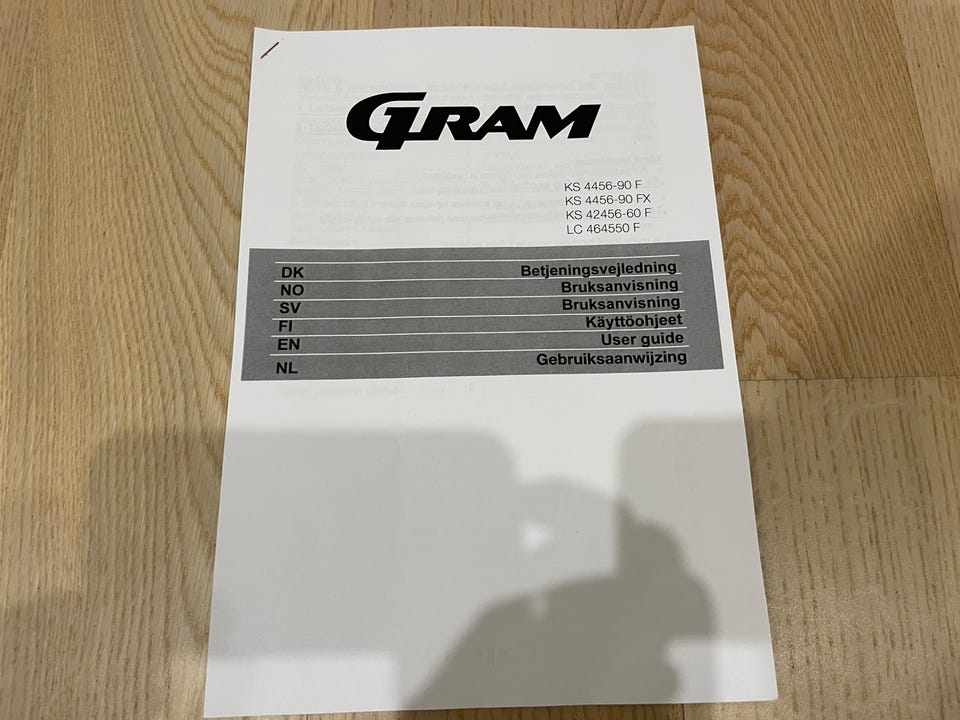 GRAM
KS 4456-90 F
KS 4456-90 FX
KS 42456-60 F
LC 464550 F
DK Betjeningsvejledning
NO Bruksanvisning
SV Bruksanvisning
FI Käyttöohjeet
EN User guide
NL Gebruiksaanwijzing